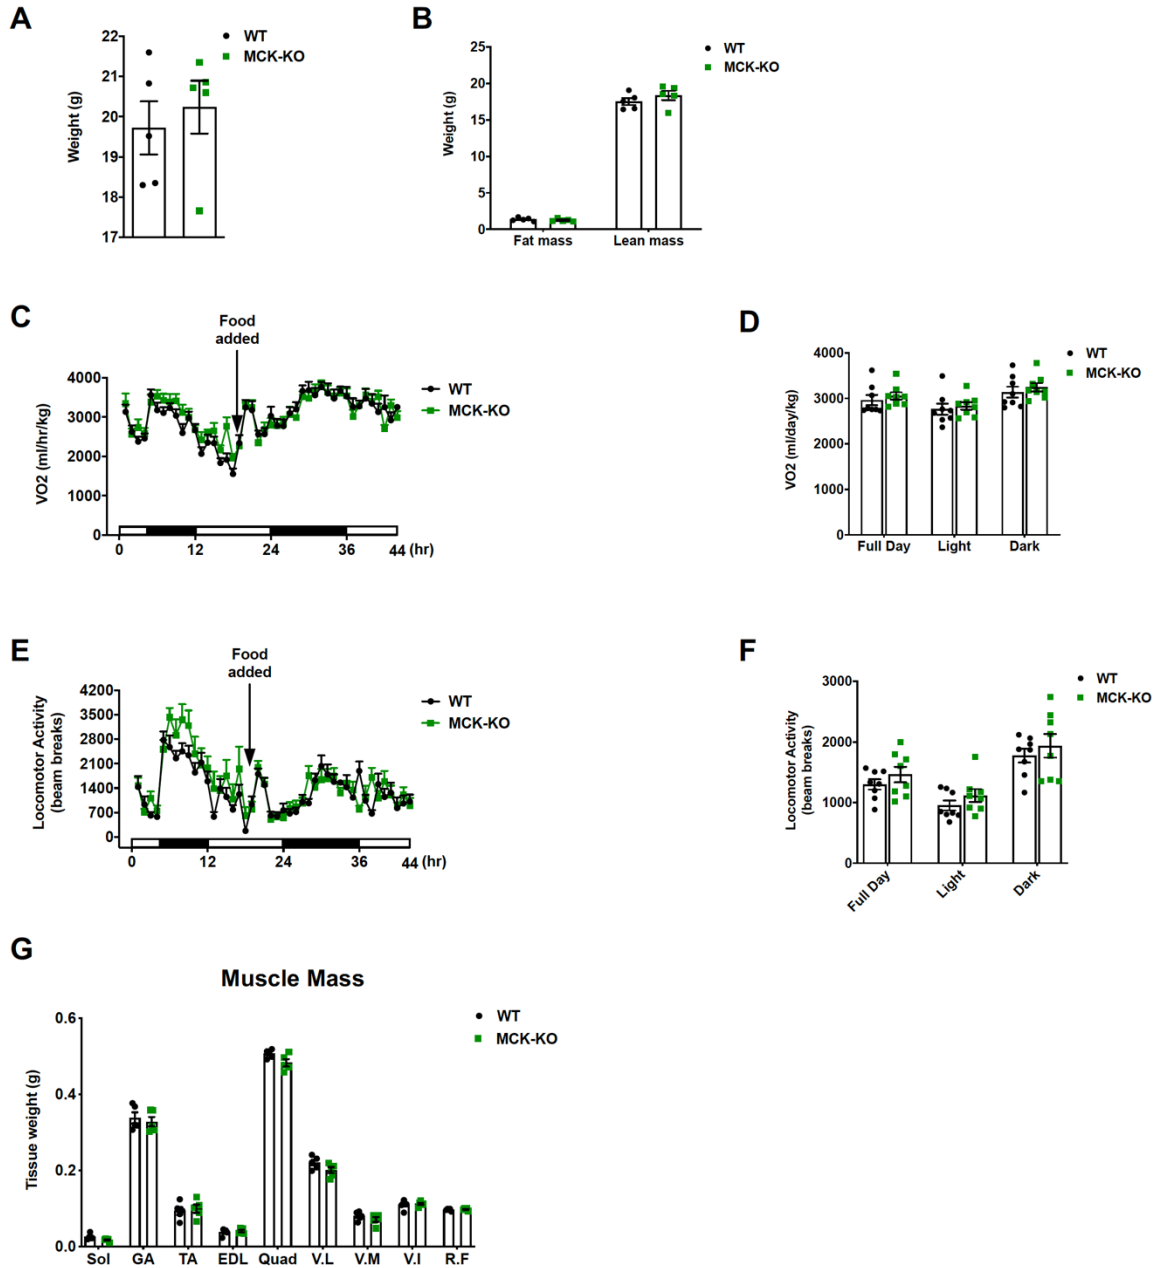 A
WT
MCK-KO
Weight (g)
22
21
20
19
18
17
B
WT
MCK-KO
Weight (g)
25
20
15
10
5
0
Fat mass
Lean mass
C
Food
added
WT
MCK-KO
VO2 (ml/hr/kg)
4000
3000
2000
1000
0
0 12 24 36 44 (hr)
D
WT
MCK-KO
VO2 (ml/day/kg)
4000
3000
2000
1000
0
Full Day Light Dark
E
Food
added
WT
MCK-KO
Locomotor Activity
(beam breaks)
4200
3500
2800
2100
1400
700
0
0 12 24 36 44 (hr)
F
WT
MCK-KO
Locomotor Activity
(beam breaks)
3000
2000
1000
0
Full Day
Light
Dark
G
Muscle Mass
WT
MCK-KO
Tissue weight (g)
0.6
0.4
0.2
0.0
Sol GA TA EDL Quad V.L V.M V.I R.F